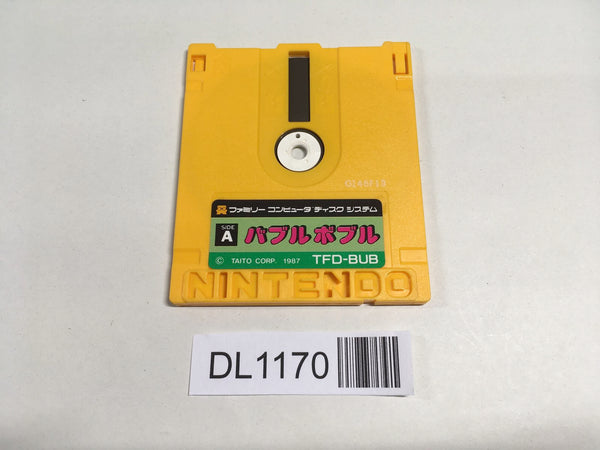 ファミリー コンピュータ ディスク システム
SIDE A バブル ボブル
© TAITO CORP. 1987 TFD-BUB
NINTENDO
DL1170